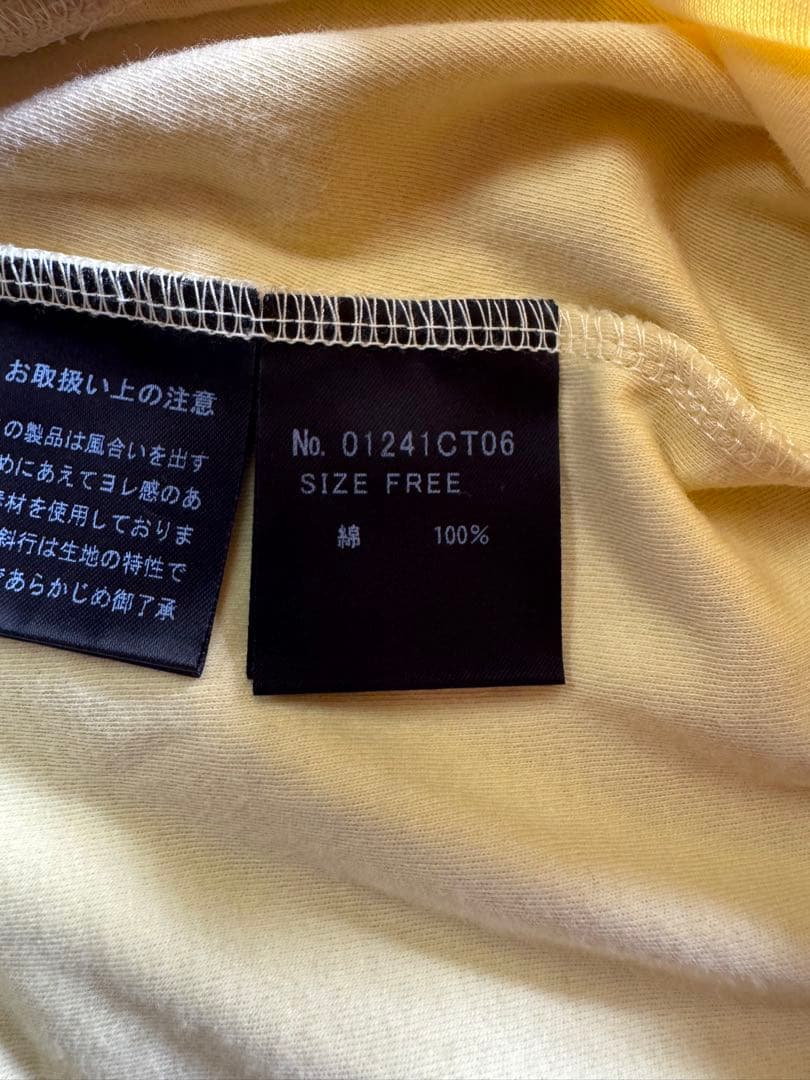 お取扱い上の注意
の製品は風合いを出す
めにあえてヨレ感のあ
素材を使用しておりま
斜行は生地の特性で
あらかじめ御了承
No. 01241CT06
SIZE FREE
綿 100%